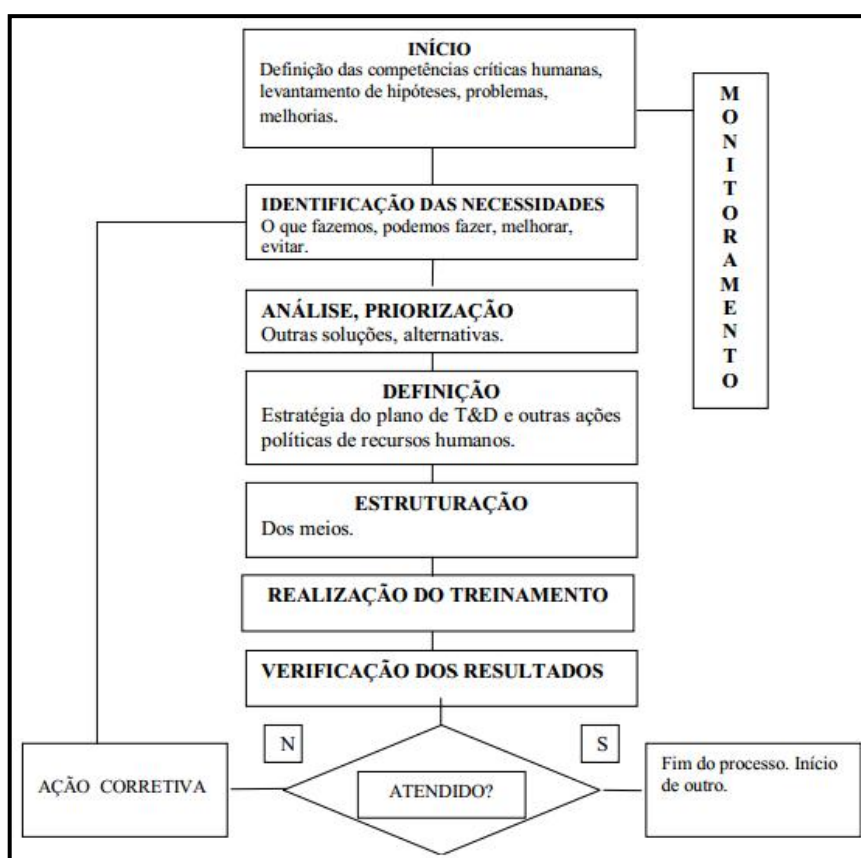 INÍCIO
Definição das competências críticas humanas,
levantamento de hipóteses, problemas,
melhorias.
M
O
N
I
T
O
R
A
M
E
N
T
O
IDENTIFICAÇÃO DAS NECESSIDADES
O que fazemos, podemos fazer, melhorar,
evitar.
ANÁLISE, PRIORIZAÇÃO
Outras soluções, alternativas.
DEFINIÇÃO
Estratégia do plano de T&D e outras ações
políticas de recursos humanos.
ESTRUTURAÇÃO
Dos meios.
REALIZAÇÃO DO TREINAMENTO
VERIFICAÇÃO DOS RESULTADOS
N
S
AÇÃO CORRETIVA
ATENDIDO?
Fim do processo. Início
de outro.